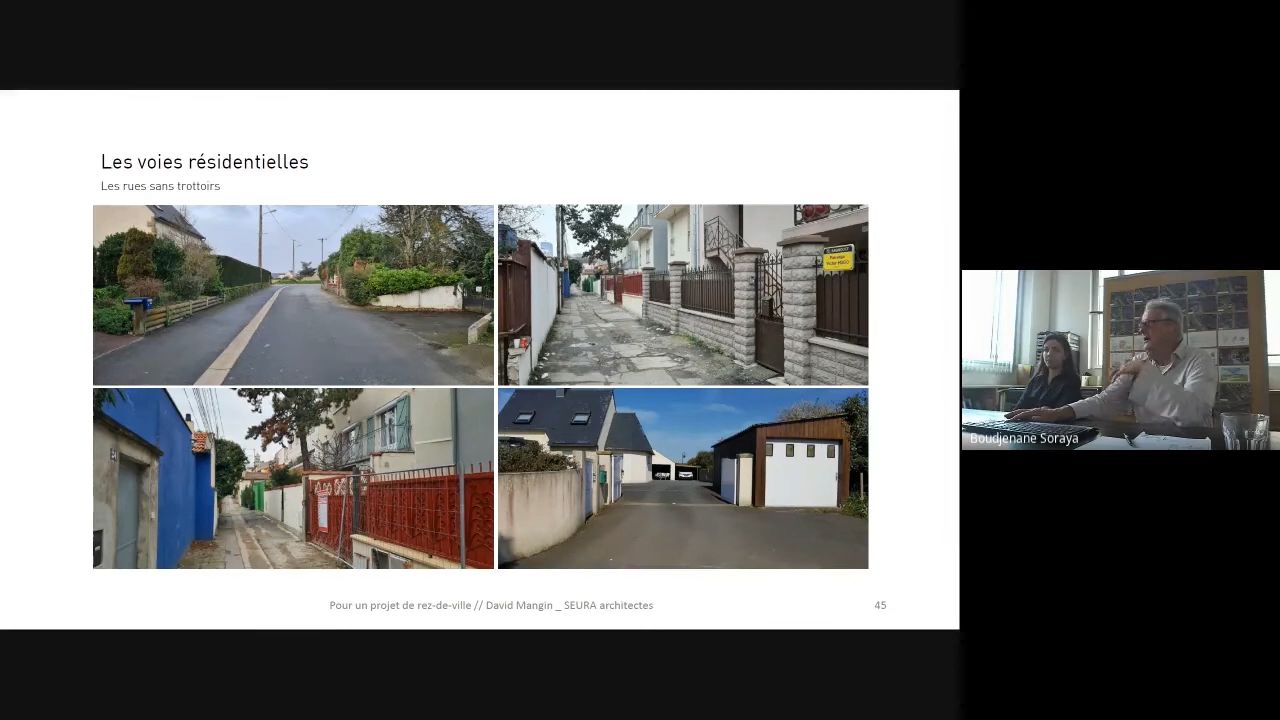 Les voies résidentielles
Les rues sans trottoirs
Pour un projet de rez-de-ville // David Mangin _ SEURA architectes
45
Boudjenane Soraya